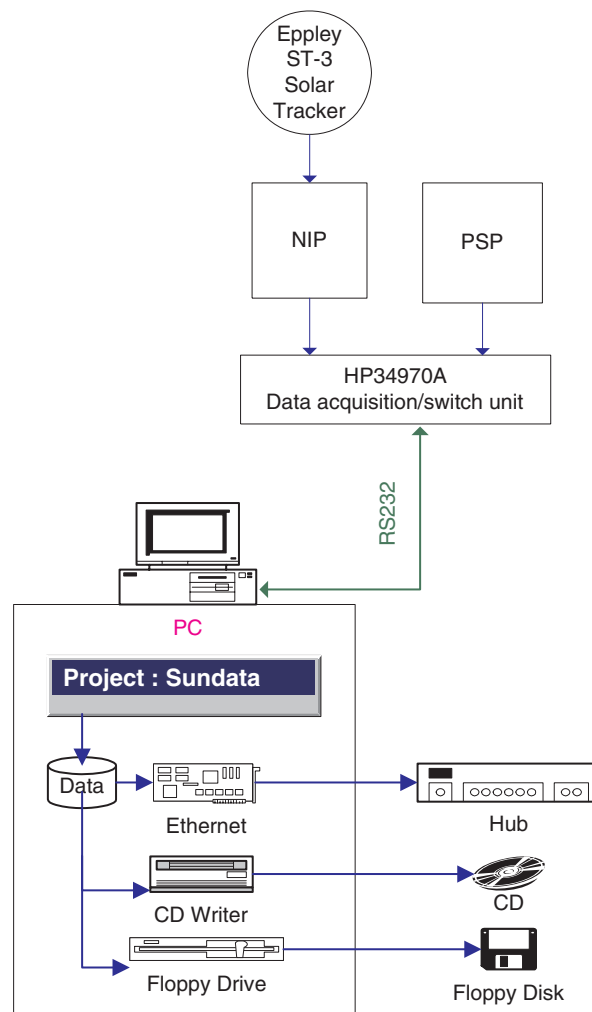 Eppley
ST-3
Solar
Tracker
NIP
PSP
HP34970A
Data acquisition/switch unit
RS232
PC
Project : Sundata
Data
Ethernet
Hub
CD Writer
CD
Floppy Drive
Floppy Disk